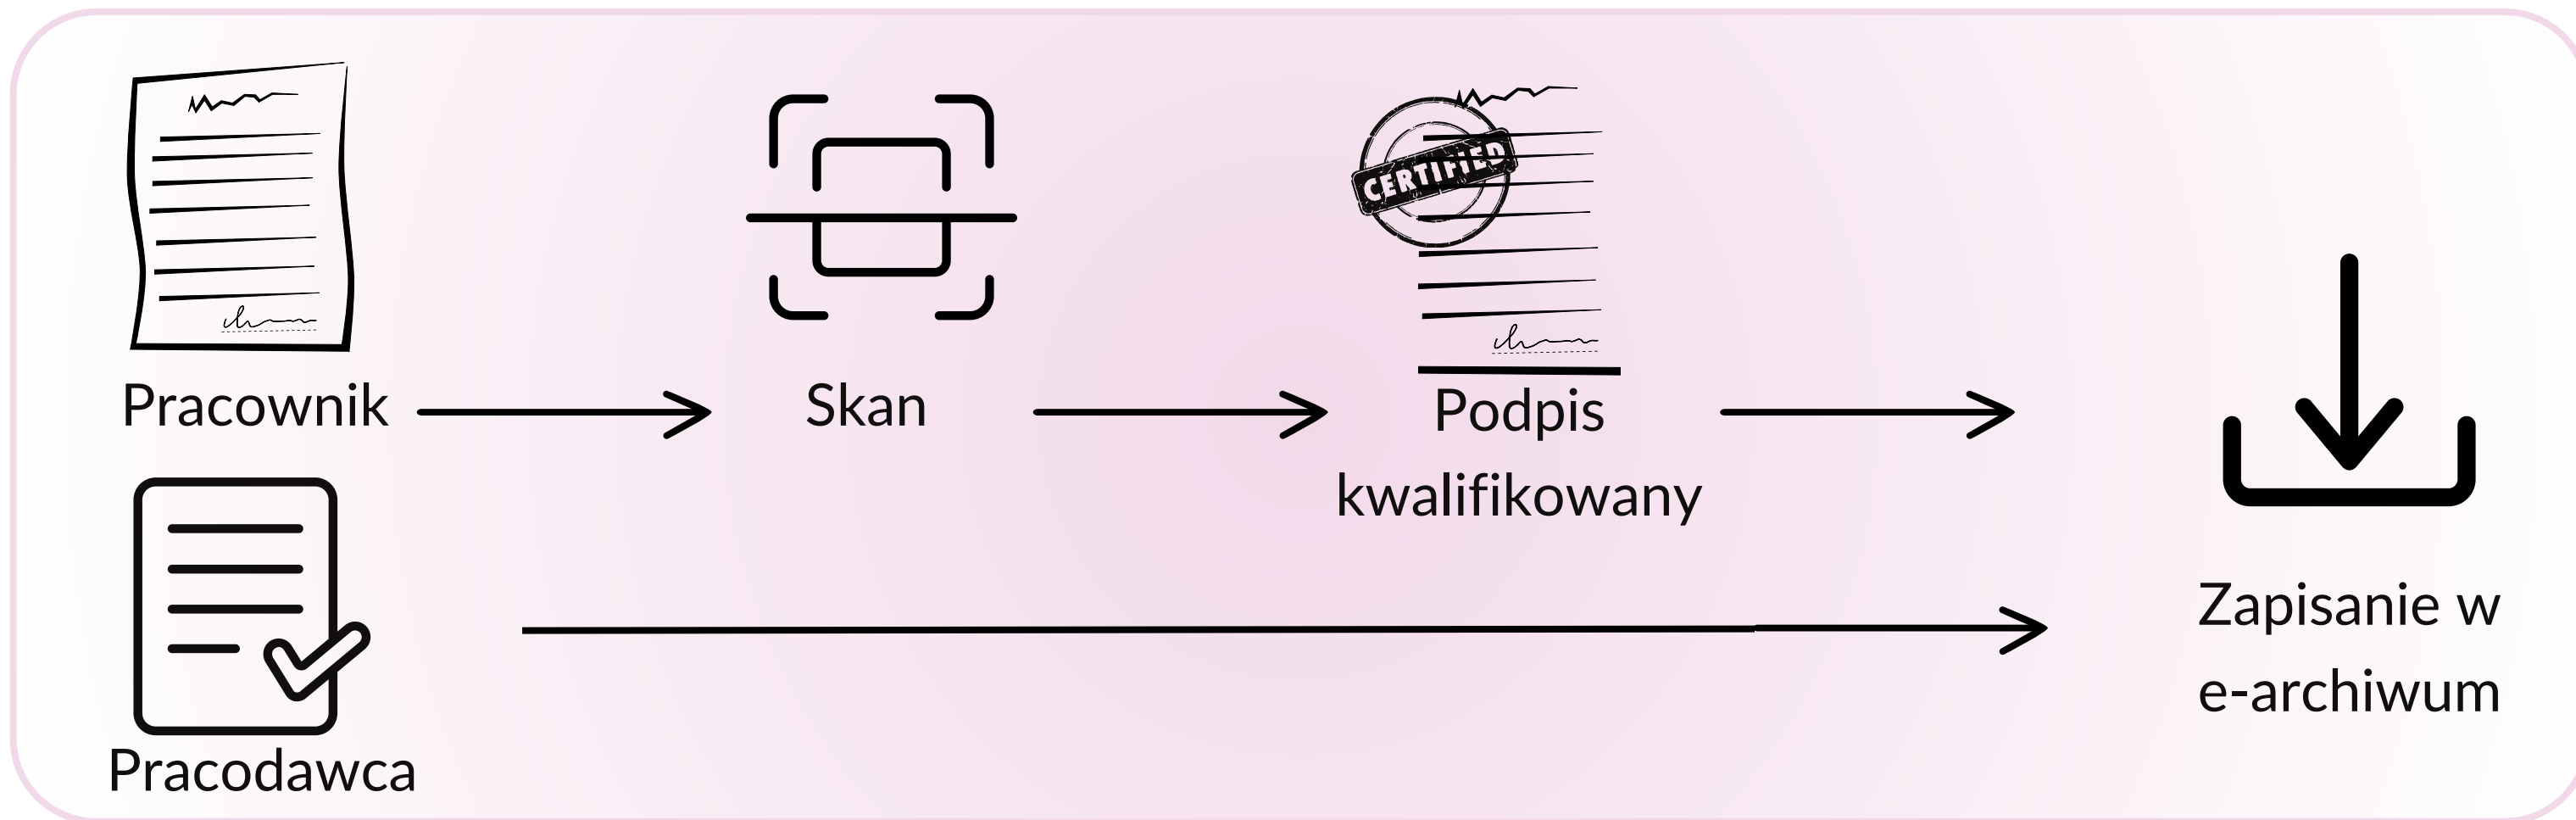 CERTIFIED
Pracownik
Skan
Podpis
kwalifikowany
Pracodawca
Zapisanie w
e-archiwum